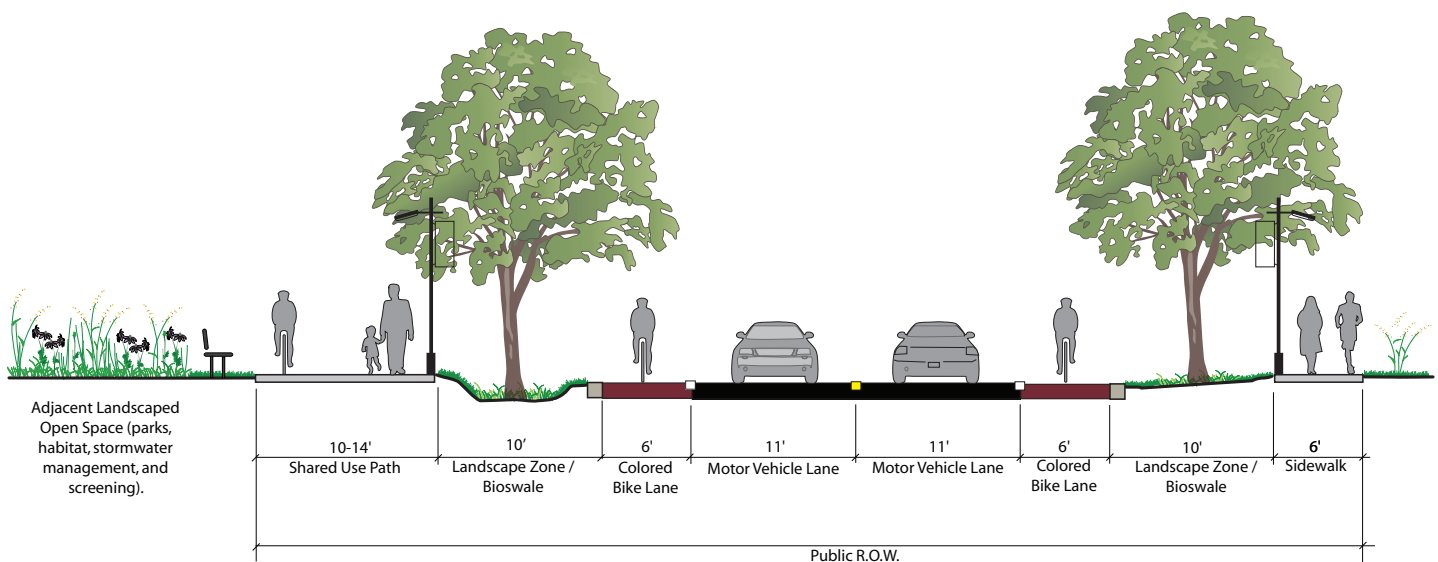 Adjacent Landscaped
Open Space (parks,
habitat, stormwater
management, and
screening).
10-14'
Shared Use Path
10'
Landscape Zone /
Bioswale
6'
Colored
Bike Lane
11'
Motor Vehicle Lane
11'
Motor Vehicle Lane
6'
Colored
Bike Lane
10'
Landscape Zone /
Bioswale
6'
Sidewalk
Public R.O.W.